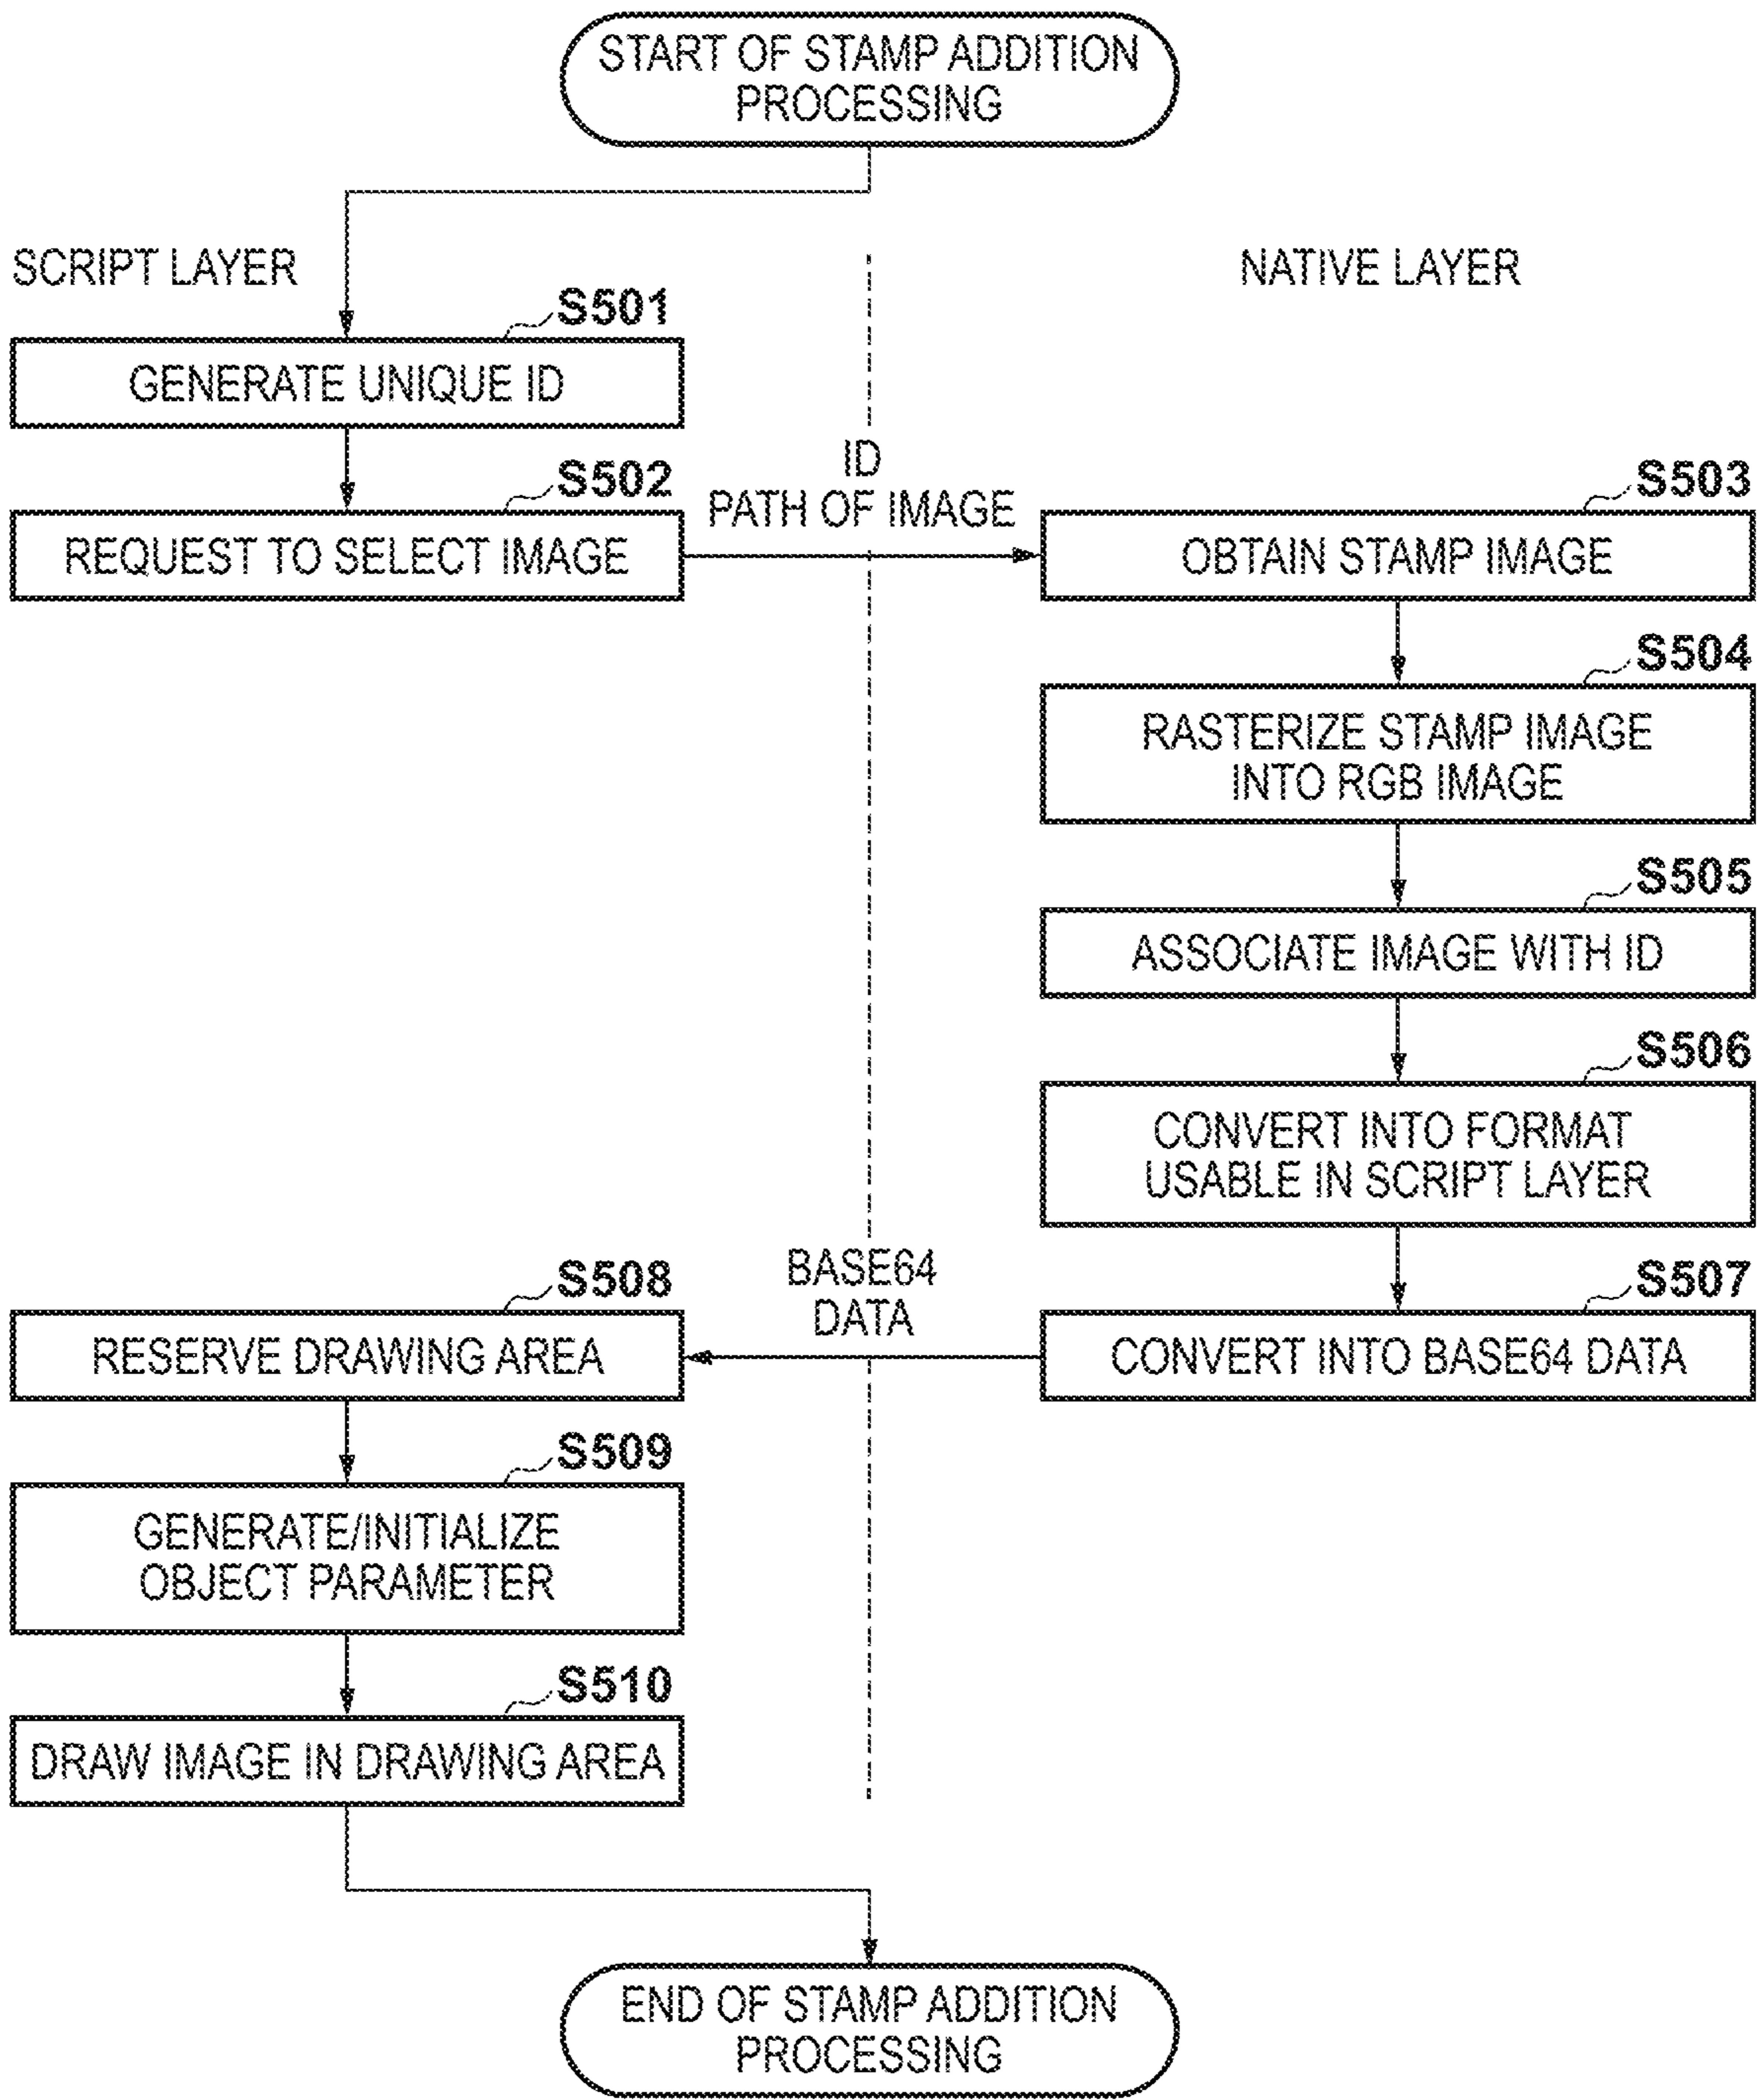 START OF STAMP ADDITION
PROCESSING
SCRIPT LAYER
NATIVE LAYER
S501
GENERATE UNIQUE ID
S502
REQUEST TO SELECT IMAGE
ID
PATH OF IMAGE
S503
OBTAIN STAMP IMAGE
S504
RASTERIZE STAMP IMAGE
INTO RGB IMAGE
S505
ASSOCIATE IMAGE WITH ID
S506
CONVERT INTO FORMAT
USABLE IN SCRIPT LAYER
S507
CONVERT INTO BASE64 DATA
BASE64
DATA
S508
RESERVE DRAWING AREA
S509
GENERATE/INITIALIZE
OBJECT PARAMETER
S510
DRAW IMAGE IN DRAWING AREA
END OF STAMP ADDITION
PROCESSING